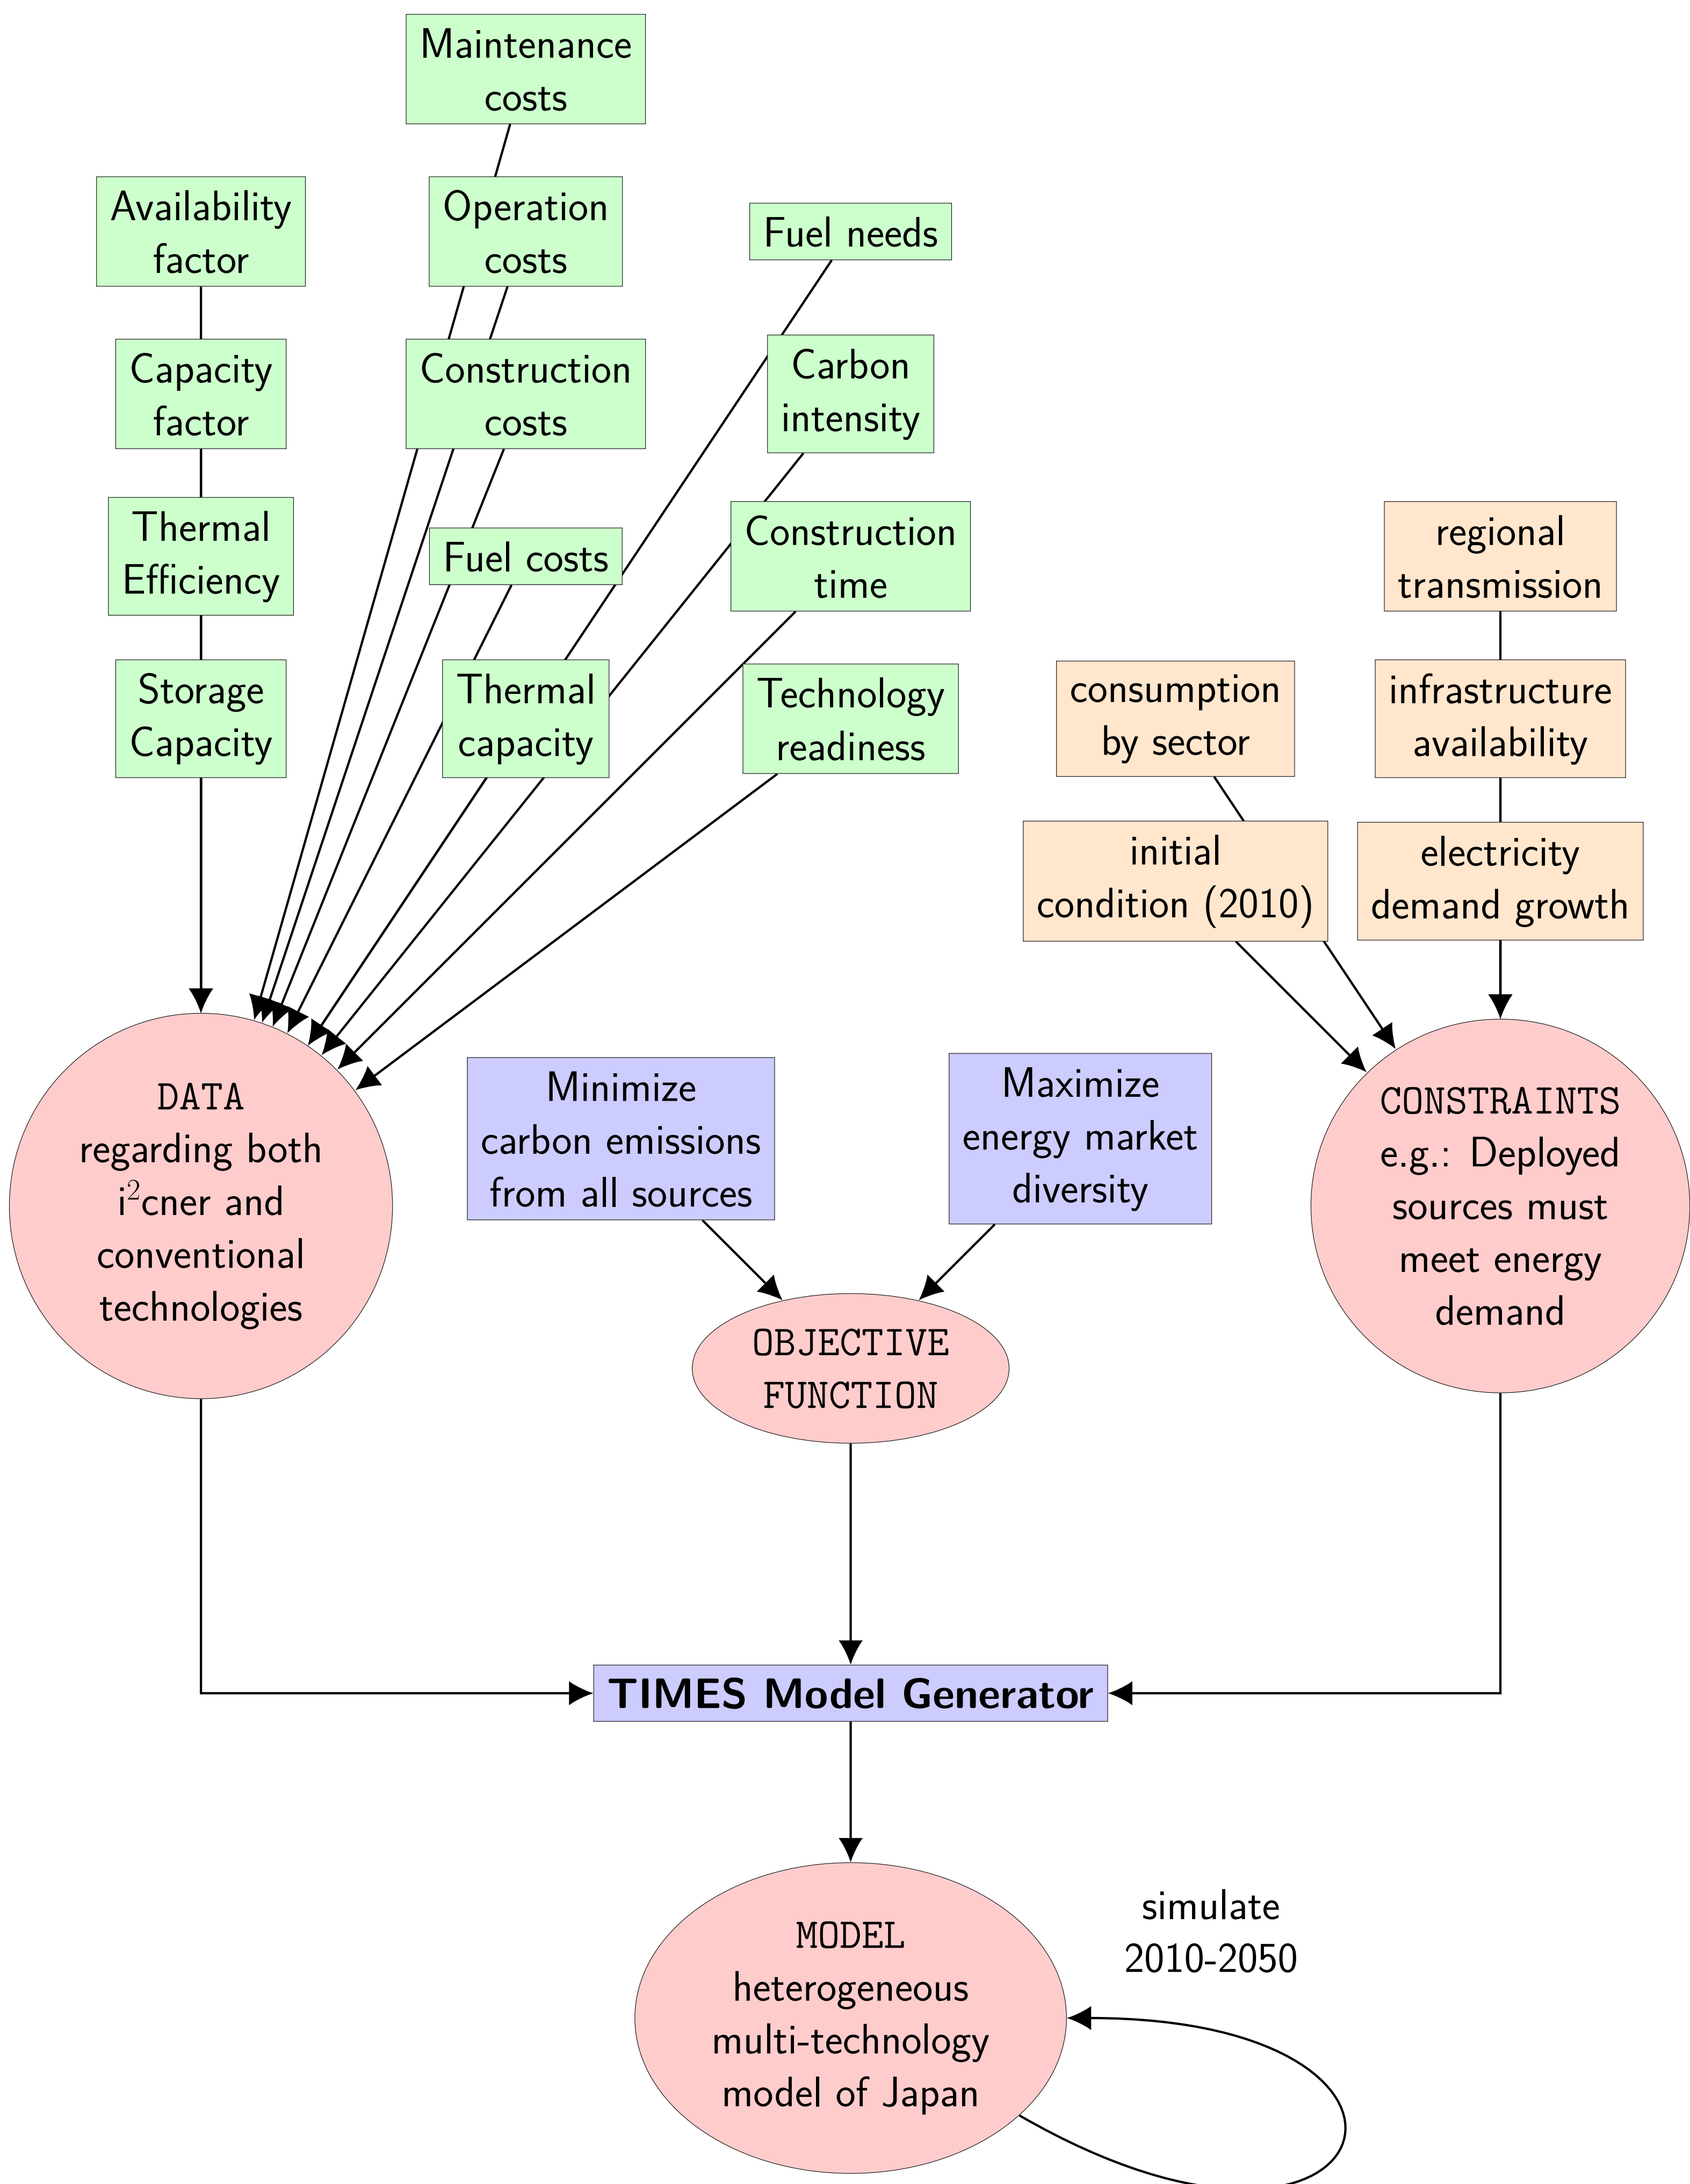 Maintenance
costs
Availability
factor
Operation
costs
Fuel needs
Capacity
factor
Construction
costs
Carbon
intensity
Thermal
Efficiency
Fuel costs
Construction
time
regional
transmission
Storage
Capacity
Thermal
capacity
Technology
readiness
consumption
by sector
infrastructure
availability
initial
condition (2010)
electricity
demand growth
DATA
regarding both
i²cner and
conventional
technologies
Minimize
carbon emissions
from all sources
Maximize
energy market
diversity
CONSTRAINTS
e.g.: Deployed
sources must
meet energy
demand
OBJECTIVE
FUNCTION
TIMES Model Generator
MODEL
heterogeneous
multi-technology
model of Japan
simulate
2010-2050